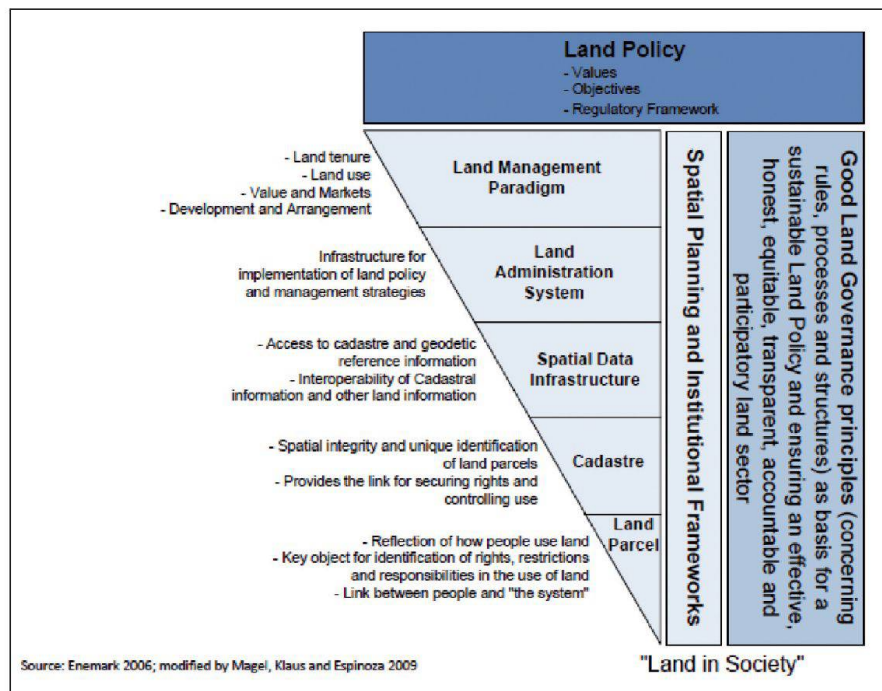 Land Policy
- Values
- Objectives
- Regulatory Framework
- Land tenure
- Land use
- Value and Markets
- Development and Arrangement
Land Management
Paradigm
Infrastructure for
implementation of land policy
and management strategies
Land
Administration
System
- Access to cadastre and geodetic
reference information
- Interoperability of Cadastral
information and other land information
Spatial Data
Infrastructure
- Spatial integrity and unique identification
of land parcels
- Provides the link for securing rights and
controlling use
Cadastre
- Reflection of how people use land
- Key object for identification of rights, restrictions
and responsibilities in the use of land
- Link between people and "the system"
Land
Parcel
Spatial Planning and Institutional Frameworks
Good Land Governance principles (concerning
rules, processes and structures) as basis for a
sustainable Land Policy and ensuring an effective,
honest, equitable, transparent, accountable and
participatory land sector
Source: Enemark 2006; modified by Magel, Klaus and Espinoza 2009
"Land in Society"